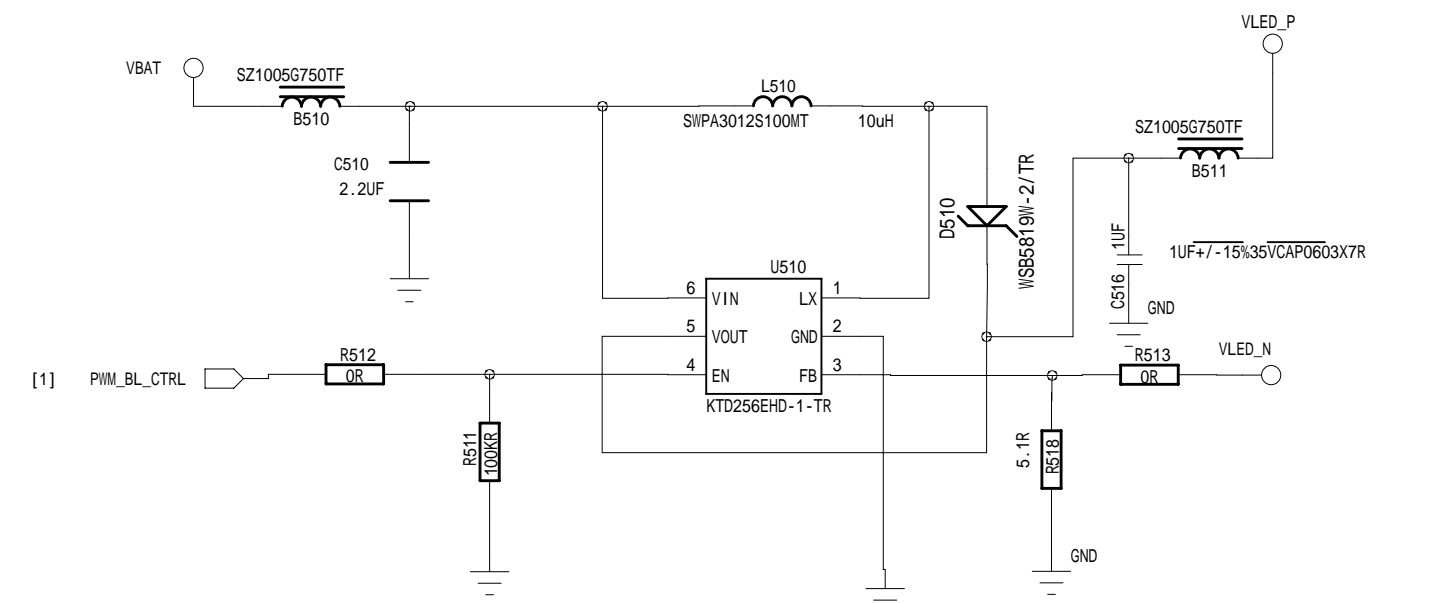 VLED_P
VBAT
SZ1005G750TF
B510
L510
SWPA3012S100MT
10uH
SZ1005G750TF
B511
C510
2.2UF
D510
WSB5819W-2/TR
1UF
C516
1UF+/-15%35VCAP0603X7R
GND
U510
6
VIN
LX
1
5
VOUT
GND
2
4
EN
FB
3
KTD256EHD-1-TR
[1]
PWM_BL_CTRL
R512
0R
R513
0R
VLED_N
R511
100KR
5.1R
R518
GND